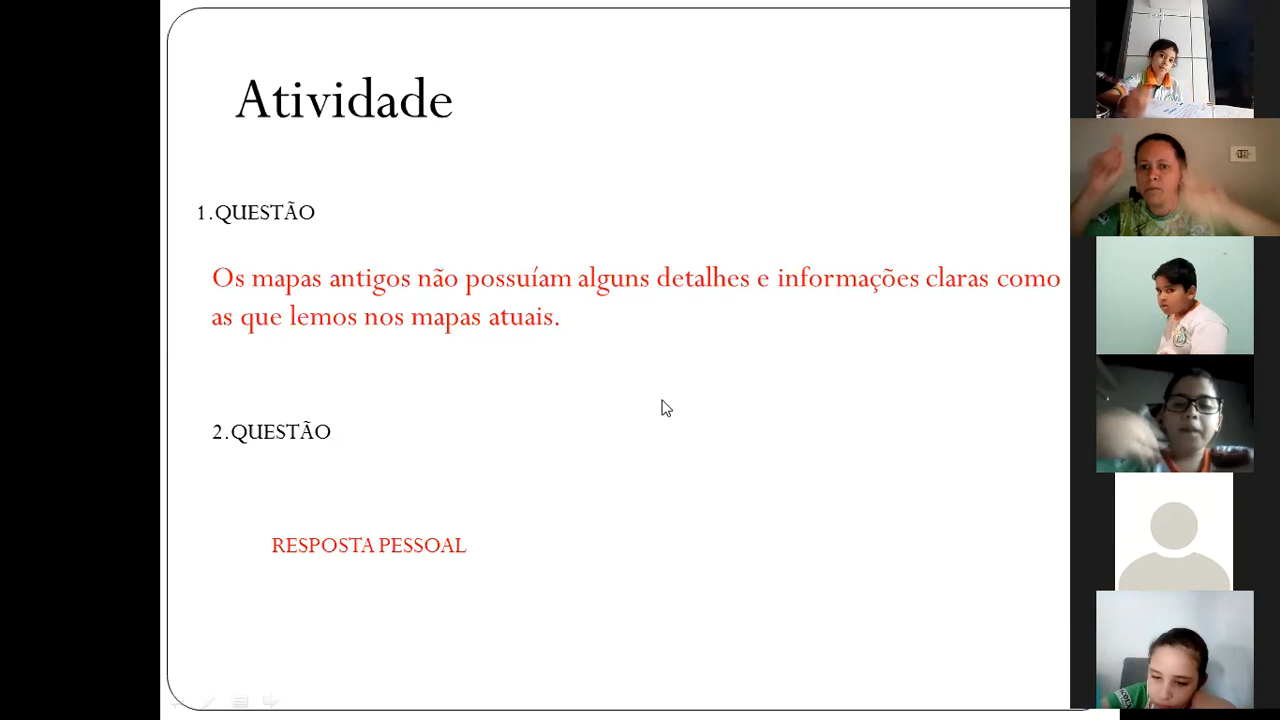 Atividade
1.QUESTÃO
Os mapas antigos não possuíam alguns detalhes e informações claras como
as que lemos nos mapas atuais.
2.QUESTÃO
RESPOSTA PESSOAL